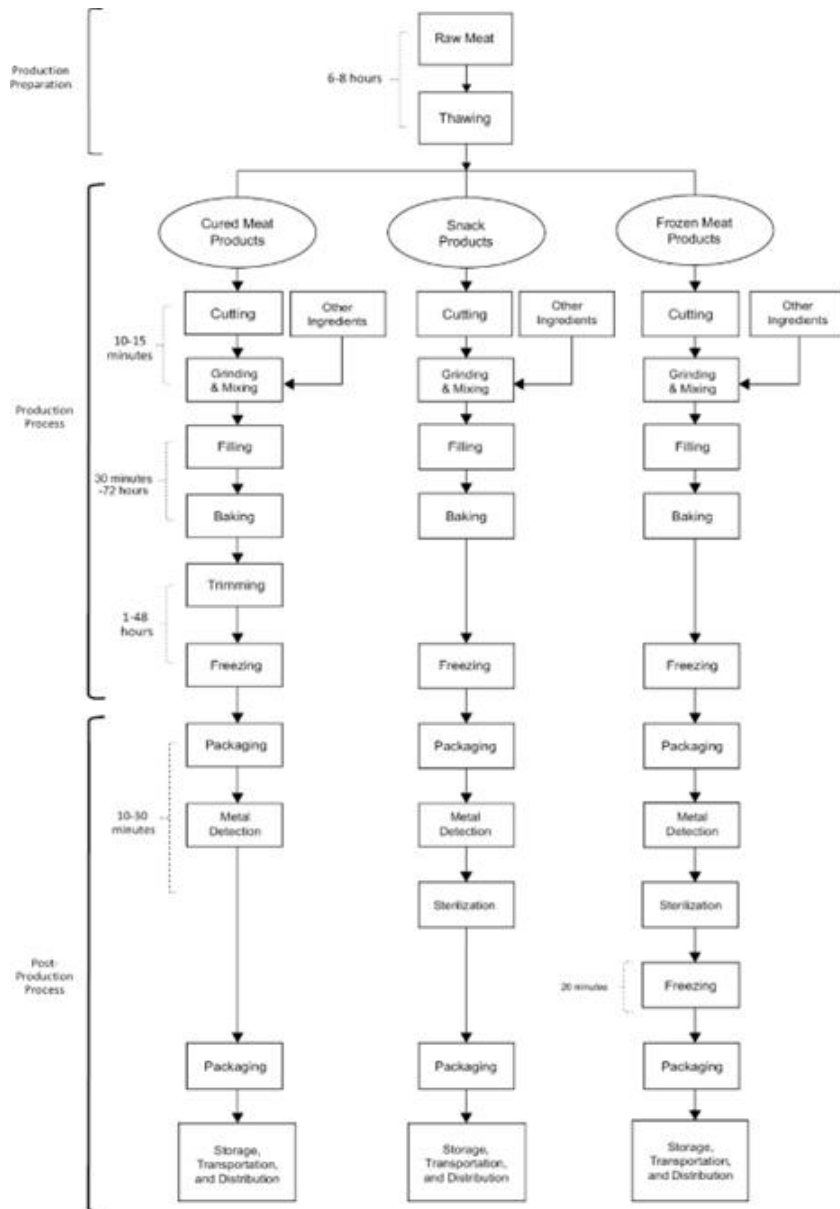 Raw Meat
Production
Preparation
6-8 hours
Thawing
Cured Meat
Products
Snack
Products
Frozen Meat
Products
Cutting
Other
Ingredients
Cutting
Other
Ingredients
Cutting
Other
Ingredients
10-15
minutes
Grinding
& Mixing
Grinding
& Mixing
Grinding
& Mixing
Production
Process
Filling
Filling
Filling
30 minutes
-72 hours
Baking
Baking
Baking
Trimming
1-48
hours
Freezing
Freezing
Freezing
Packaging
Packaging
Packaging
10-30
minutes
Metal
Detection
Metal
Detection
Metal
Detection
Sterilization
Sterilization
Post-
Production
Process
20 minutes
Freezing
Packaging
Packaging
Packaging
Storage,
Transportation,
and Distribution
Storage,
Transportation,
and Distribution
Storage,
Transportation,
and Distribution